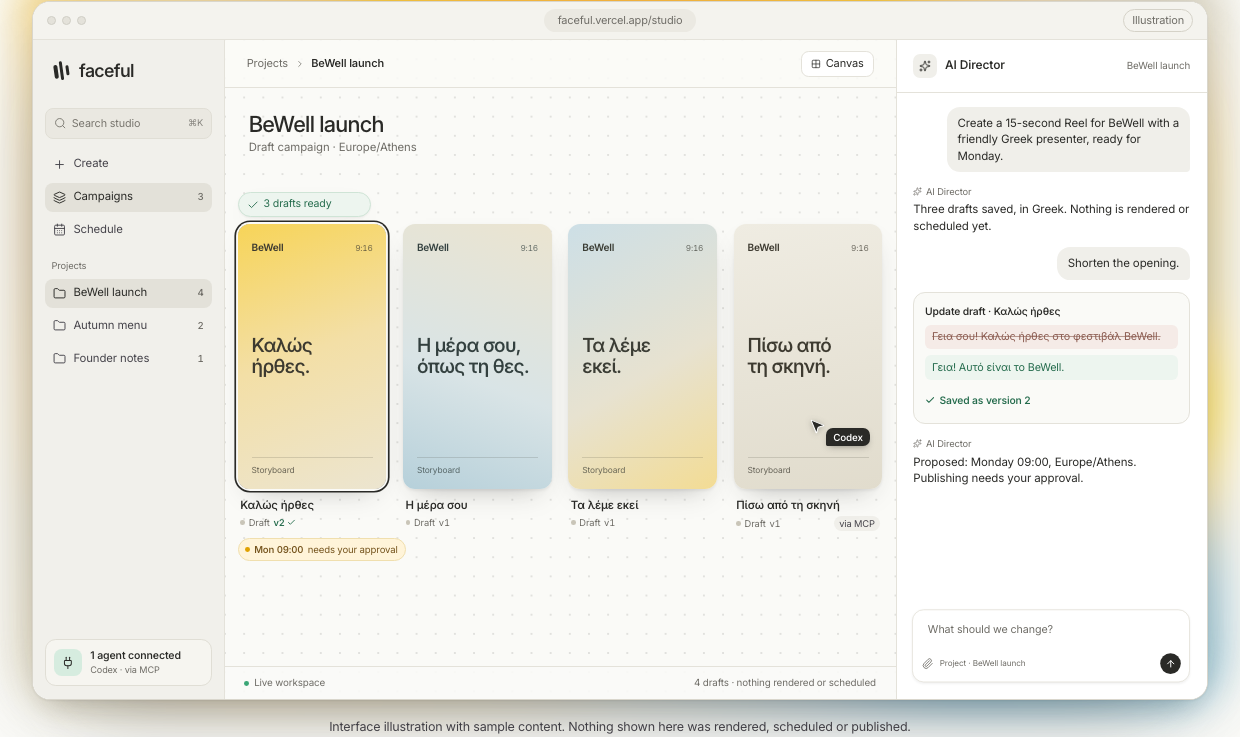 faceful.vercel.app/studio
Illustration
faceful
Search studio ⌘K
Create
Campaigns 3
Schedule
Projects
BeWell launch 4
Autumn menu 2
Founder notes 1
1 agent connected
Codex · via MCP
Projects › BeWell launch
Canvas
BeWell launch
Draft campaign · Europe/Athens
3 drafts ready
BeWell 9:16
Καλώς
ήρθες.
Storyboard
Καλώς ήρθες
Draft v2
Mon 09:00 needs your approval
BeWell 9:16
Η μέρα σου,
όπως τη θες.
Storyboard
Η μέρα σου
Draft v1
BeWell 9:16
Τα λέμε
εκεί.
Storyboard
Τα λέμε εκεί
Draft v1
BeWell 9:16
Πίσω από
τη σκηνή.
Codex
Storyboard
Πίσω από τη σκηνή
Draft v1 via MCP
Live workspace
4 drafts · nothing rendered or scheduled
AI Director
BeWell launch
Create a 15-second Reel for BeWell with a
friendly Greek presenter, ready for
Monday.
AI Director
Three drafts saved, in Greek. Nothing is rendered or
scheduled yet.
Shorten the opening.
Update draft · Καλώς ήρθες
Γεια σου! Καλώς ήρθες στο φεστιβάλ BeWell.
Γεια! Αυτό είναι το BeWell.
Saved as version 2
AI Director
Proposed: Monday 09:00, Europe/Athens.
Publishing needs your approval.
What should we change?
Project · BeWell launch
Interface illustration with sample content. Nothing shown here was rendered, scheduled or published.